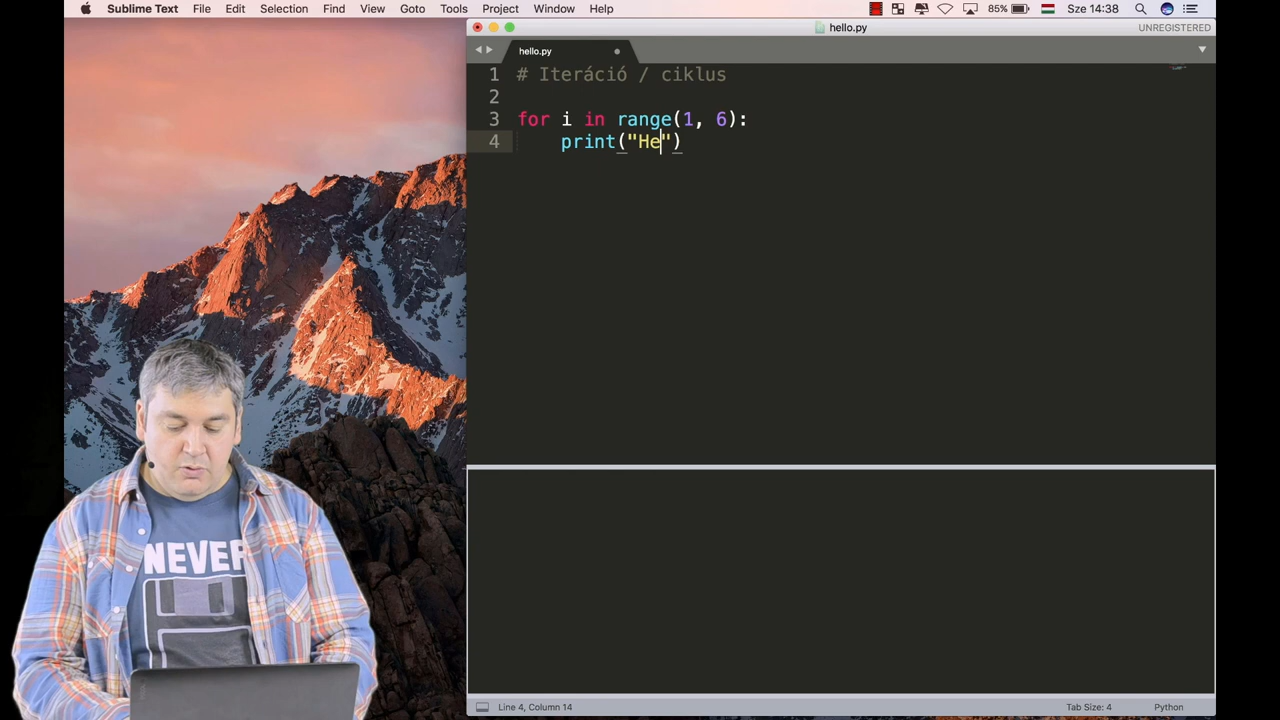 Sublime Text File Edit Selection Find View Goto Tools Project Window Help 85% Sze 14:38
hello.py UNREGISTERED
hello.py
1 # Iteráció / ciklus
2
3 for i in range(1, 6):
4     print("He")
NEVER
Line 4, Column 14 Tab Size: 4 Python